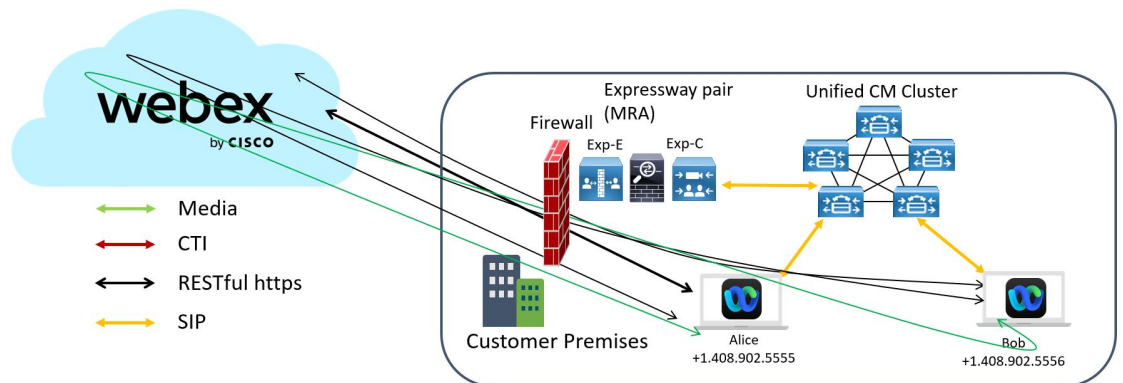 webex
by CISCO
Media
CTI
RESTful https
SIP
Expressway pair
(MRA)
Unified CM Cluster
Firewall
Exp-E
Exp-C
Customer Premises
Alice
+1.408.902.5555
Bob
+1.408.902.5556